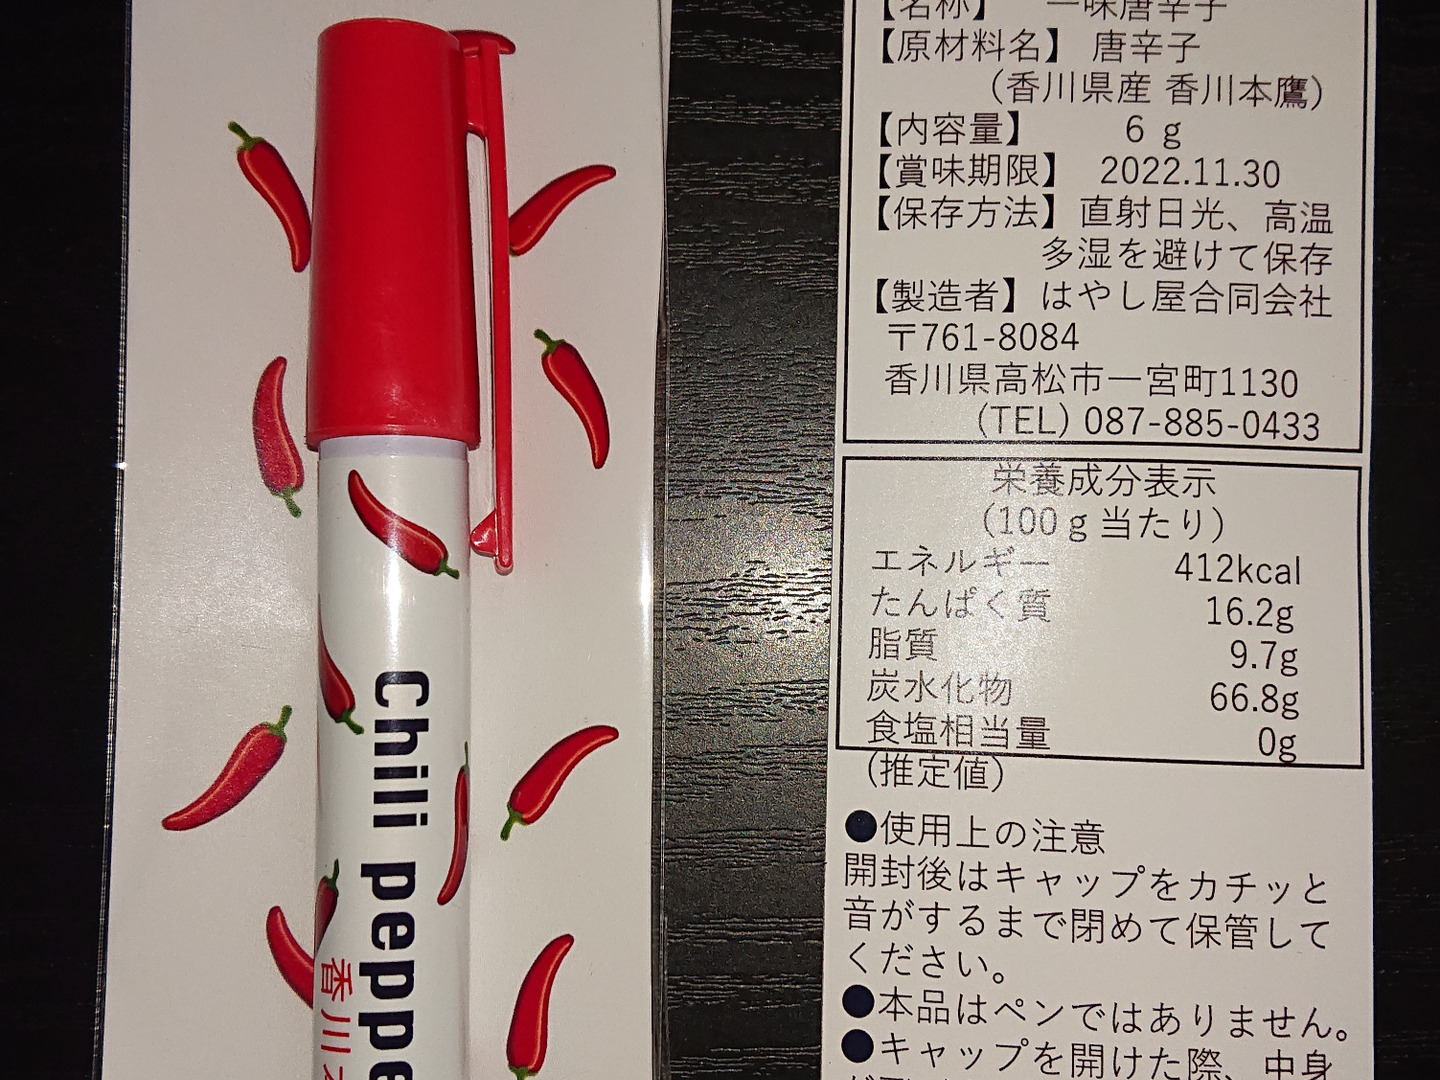 Chili peppe
香川
【名称】 一味唐辛子
【原材料名】 唐辛子
(香川県産 香川本鷹)
【内容量】 6 g
【賞味期限】 2022.11.30
【保存方法】直射日光、高温
多湿を避けて保存
【製造者】はやし屋合同会社
〒761-8084
香川県高松市一宮町1130
(TEL) 087-885-0433
栄養成分表示
(100g当たり)
エネルギー 412kcal
たんぱく質 16.2g
脂質 9.7g
炭水化物 66.8g
食塩相当量 0g
(推定値)
●使用上の注意
開封後はキャップをカチッと
音がするまで閉めて保管して
ください。
●本品はペンではありません。
●キャップを開けた際、中身